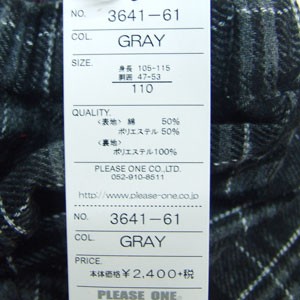 NO. 3641-61
COL. GRAY
SIZE.
身長 105-115
胴囲 47-53
110
QUALITY.
<表地> 綿 50%
ポリエステル 50%
<裏地>
ポリエステル100%
PLEASE ONE CO.,LTD.
052-910-8511
http://www.please-one.co.jp
NO. 3641-61
COL. GRAY
PRICE.
本体価格 ¥2,400+税
PLEASE ONE.